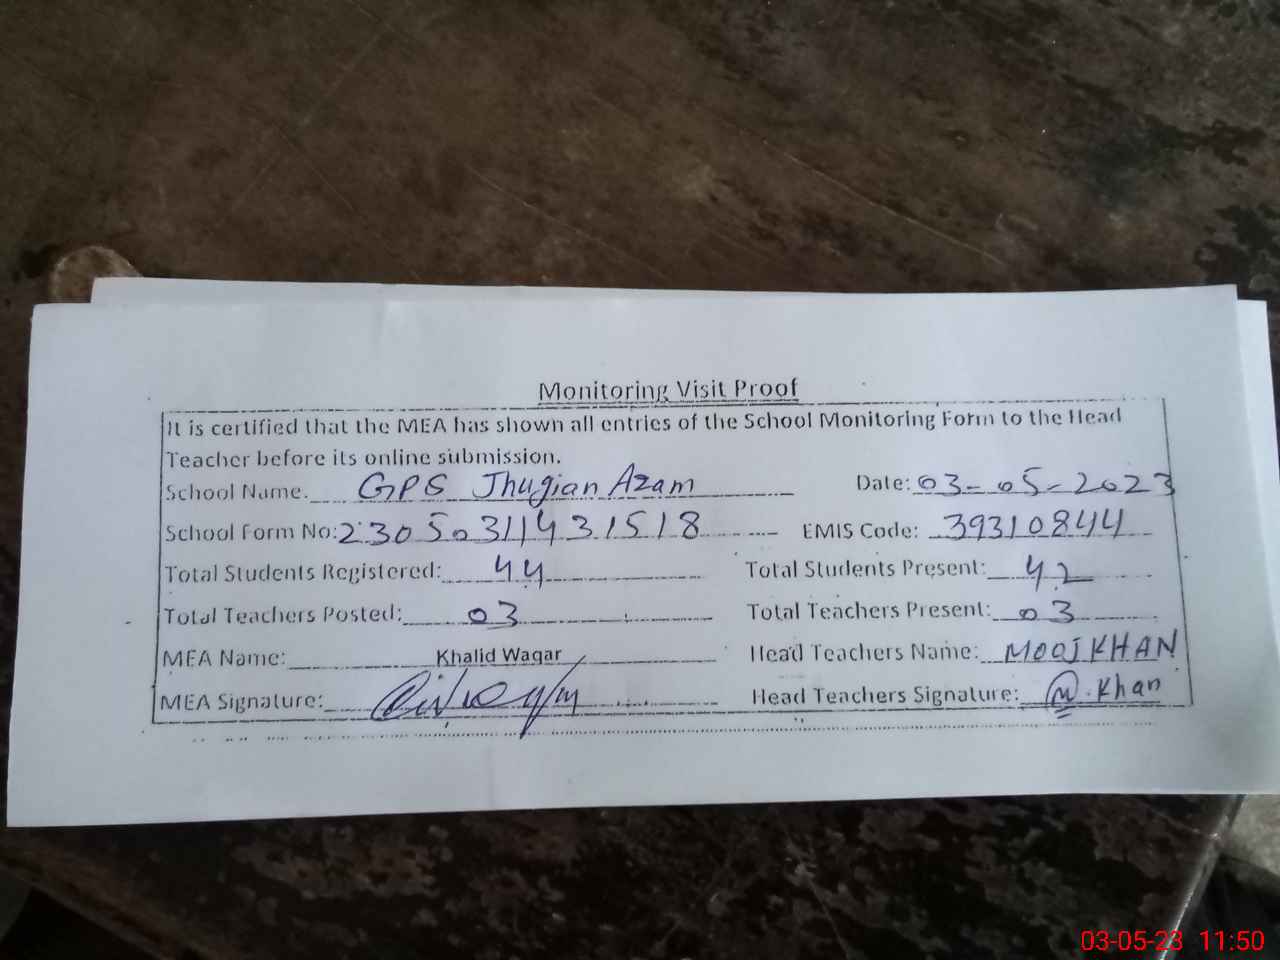 Monitoring Visit Proof
It is certified that the MEA has shown all entries of the School Monitoring Form to the Head
Teacher before its online submission.
School Name. GPS Jhugian Azam Date: 03-05-2023
School Form No: 23050311431518 EMIS Code: 39310844
Total Students Registered: 44 Total Students Present: 42
Total Teachers Posted: 03 Total Teachers Present: 03
MEA Name: Khalid Waqar Head Teachers Name: MOOJ KHAN
MEA Signature: Head Teachers Signature: M. Khan
03-05-23 11:50